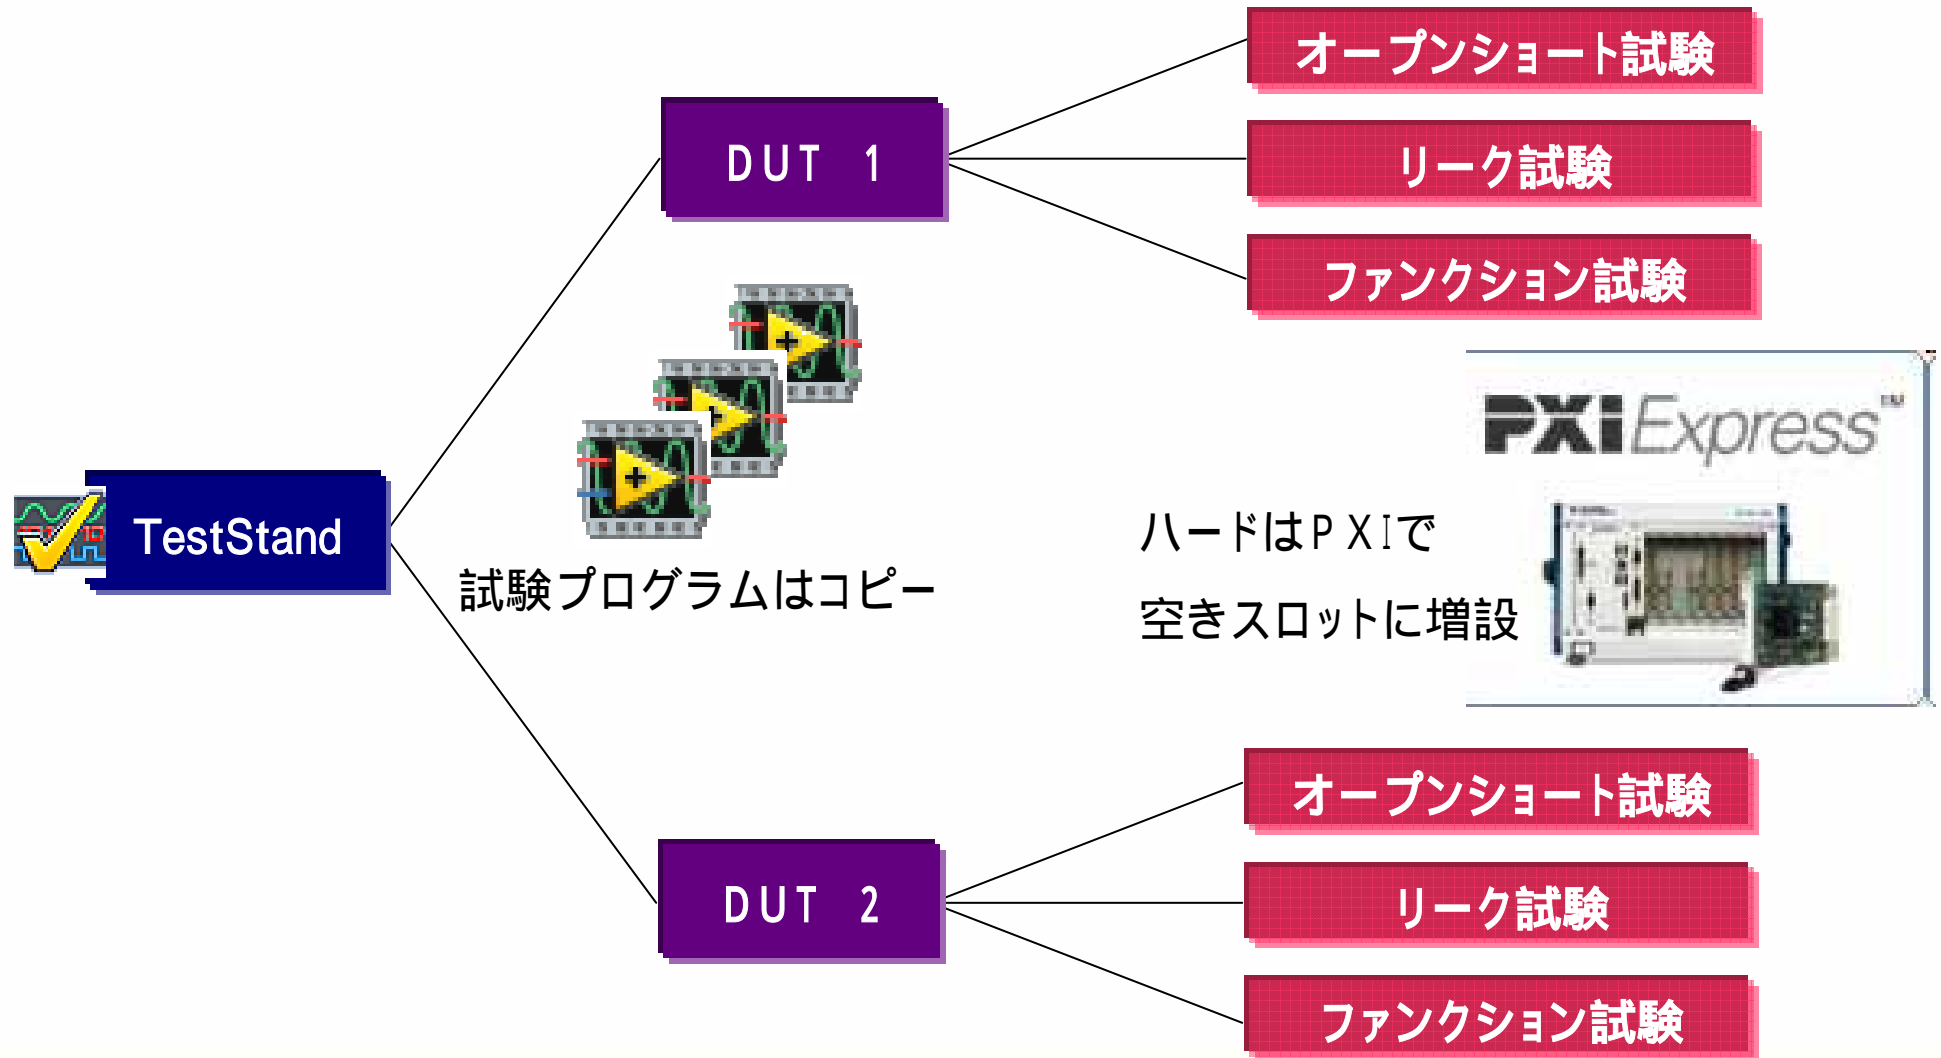 オープンショート試験
DUT 1
リーク試験
ファンクション試験
PXI Express™
TestStand
試験プログラムはコピー
ハードはPXIで
空きスロットに増設
オープンショート試験
DUT 2
リーク試験
ファンクション試験